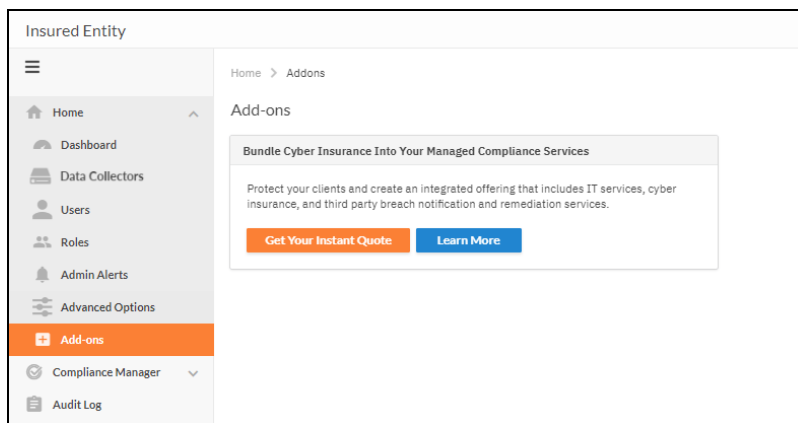 Insured Entity
Home > Addons
Home
Add-ons
Dashboard
Bundle Cyber Insurance Into Your Managed Compliance Services
Data Collectors
Protect your clients and create an integrated offering that includes IT services, cyber
insurance, and third party breach notification and remediation services.
Users
Get Your Instant Quote
Learn More
Roles
Admin Alerts
Advanced Options
Add-ons
Compliance Manager
Audit Log